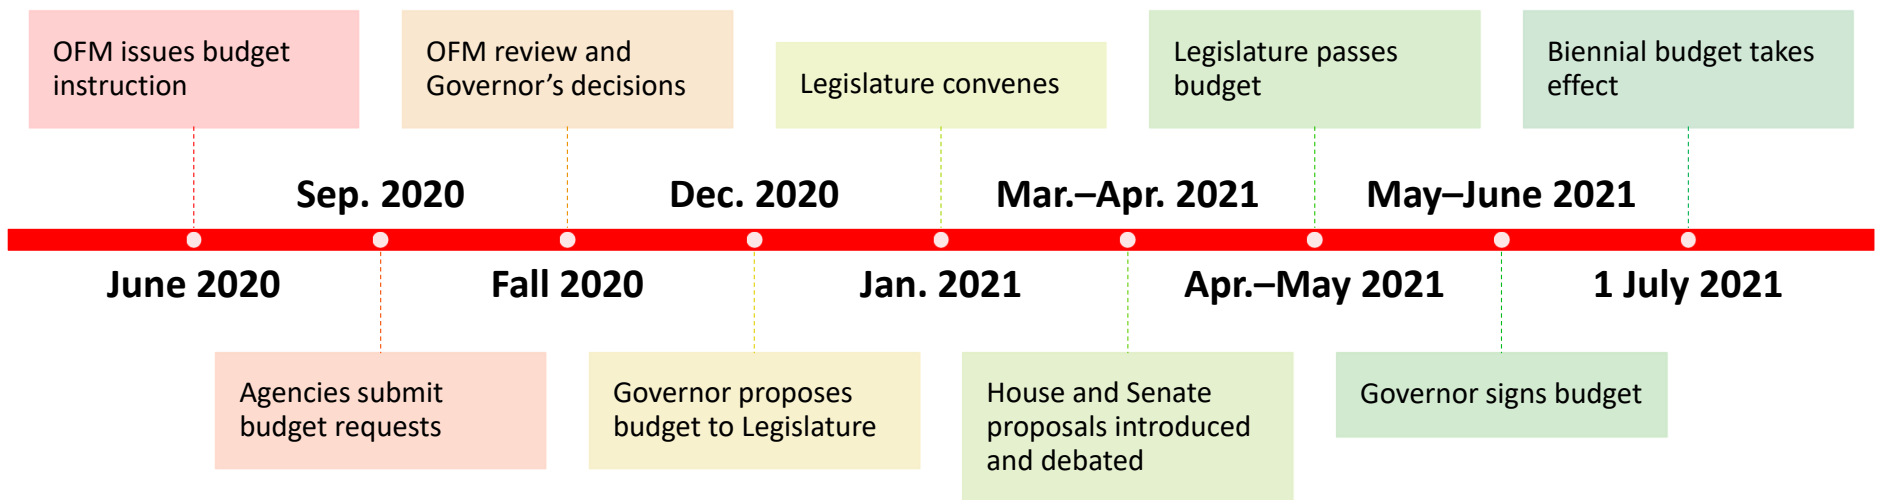 OFM issues budget
instruction
OFM review and
Governor’s decisions
Legislature convenes
Legislature passes
budget
Biennial budget takes
effect
Sep. 2020
Dec. 2020
Mar.–Apr. 2021
May–June 2021
June 2020
Fall 2020
Jan. 2021
Apr.–May 2021
1 July 2021
Agencies submit
budget requests
Governor proposes
budget to Legislature
House and Senate
proposals introduced
and debated
Governor signs budget